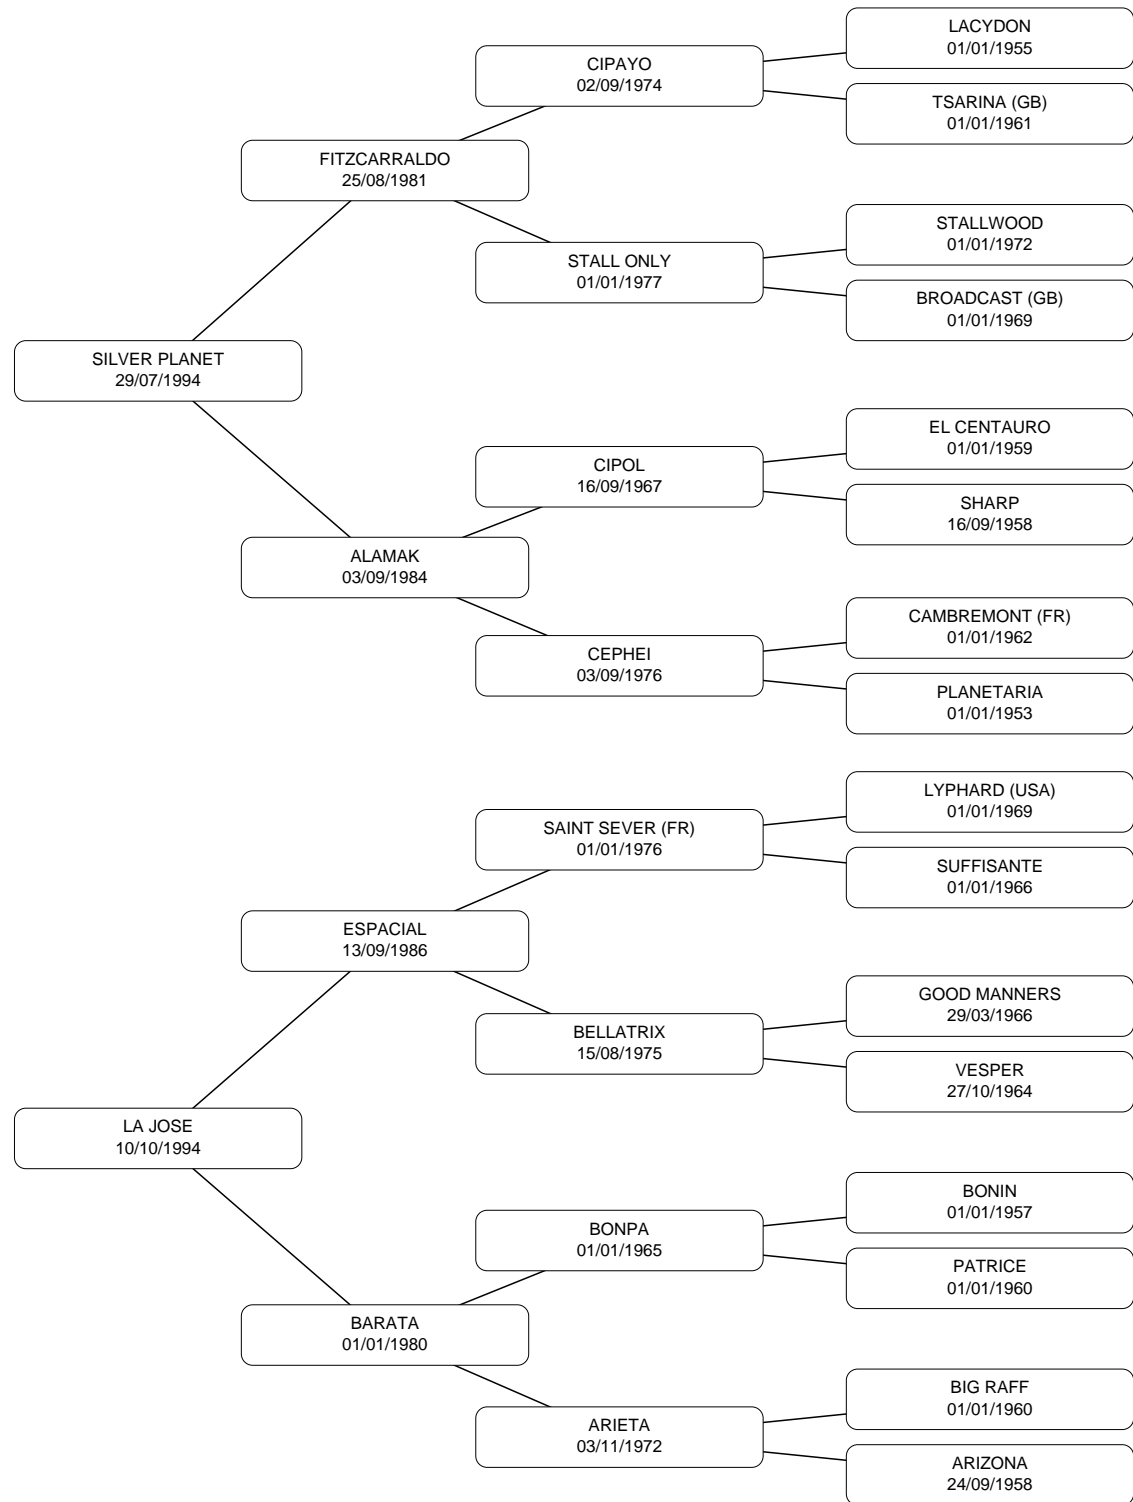 LACYDON
01/01/1955
CIPAYO
02/09/1974
TSARINA (GB)
01/01/1961
FITZCARRALDO
25/08/1981
STALLWOOD
01/01/1972
STALL ONLY
01/01/1977
BROADCAST (GB)
01/01/1969
SILVER PLANET
29/07/1994
EL CENTAURO
01/01/1959
CIPOL
16/09/1967
SHARP
16/09/1958
ALAMAK
03/09/1984
CAMBREMONT (FR)
01/01/1962
CEPHEI
03/09/1976
PLANETARIA
01/01/1953
LYPHARD (USA)
01/01/1969
SAINT SEVER (FR)
01/01/1976
SUFFISANTE
01/01/1966
ESPACIAL
13/09/1986
GOOD MANNERS
29/03/1966
BELLATRIX
15/08/1975
VESPER
27/10/1964
LA JOSE
10/10/1994
BONIN
01/01/1957
BONPA
01/01/1965
PATRICE
01/01/1960
BARATA
01/01/1980
BIG RAFF
01/01/1960
ARIETA
03/11/1972
ARIZONA
24/09/1958